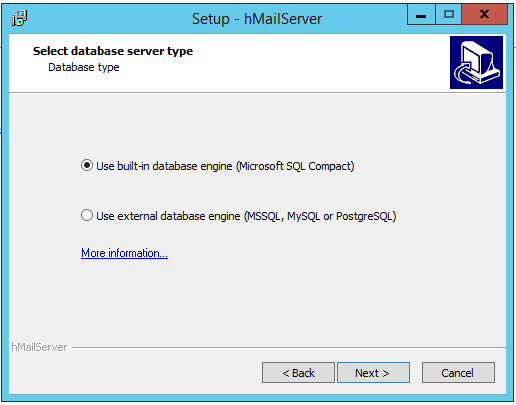 Setup - hMailServer
Select database server type
Database type
Use built-in database engine (Microsoft SQL Compact)
Use external database engine (MSSQL, MySQL or PostgreSQL)
More information...
hMailServer
< Back Next > Cancel